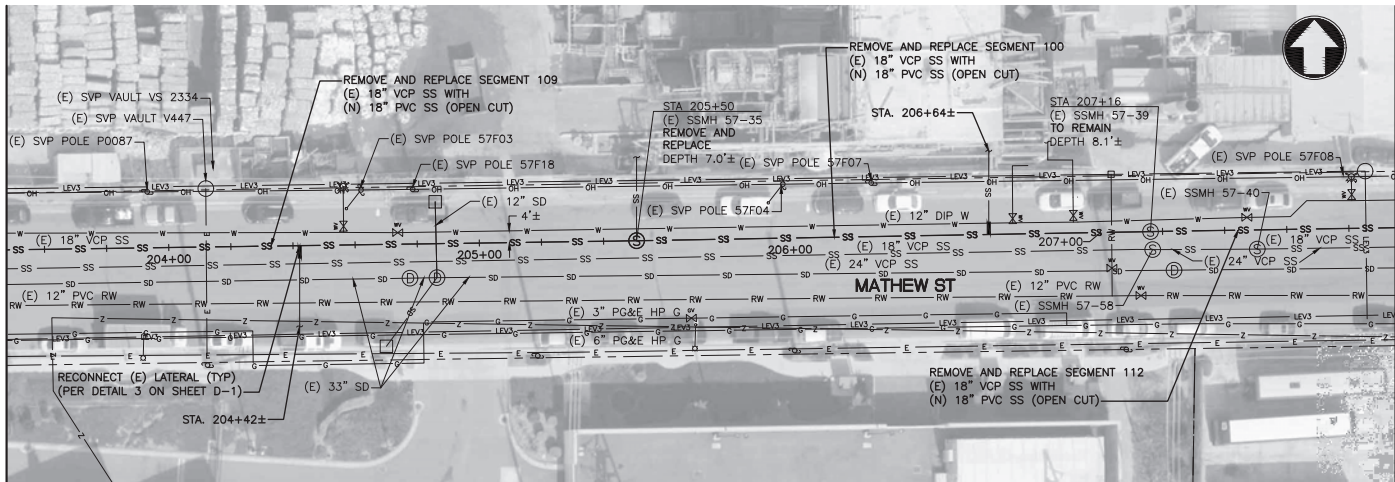 REMOVE AND REPLACE SEGMENT 109
(E) 18" VCP SS WITH
(N) 18" PVC SS (OPEN CUT)
REMOVE AND REPLACE SEGMENT 100
(E) 18" VCP SS WITH
(N) 18" PVC SS (OPEN CUT)
(E) SVP VAULT VS 2334
(E) SVP VAULT V447
(E) SVP POLE P0087
(E) SVP POLE 57F03
(E) SVP POLE 57F18
STA 205+50
(E) SSMH 57-35
REMOVE AND
REPLACE
DEPTH 7.0'±
(E) SVP POLE 57F07
STA. 206+64±
STA 207+16
(E) SSMH 57-39
TO REMAIN
DEPTH 8.1'±
(E) SVP POLE 57F08
(E) SSMH 57-40
(E) 12" SD
4'±
(E) SVP POLE 57F04
(E) 12" DIP W
(E) 18" VCP SS
204+00
205+00
206+00
(E) 18" VCP SS
207+00
(E) 18" VCP SS
(E) 24" VCP SS
(E) 24" VCP SS
MATHEW ST
(E) 12" PVC RW
(E) 12" PVC RW
(E) SSMH 57-58
(E) 3" PG&E HP G
(E) 6" PG&E HP G
RECONNECT (E) LATERAL (TYP)
(PER DETAIL 3 ON SHEET D-1)
(E) 33" SD
STA. 204+42±
REMOVE AND REPLACE SEGMENT 112
(E) 18" VCP SS WITH
(N) 18" PVC SS (OPEN CUT)